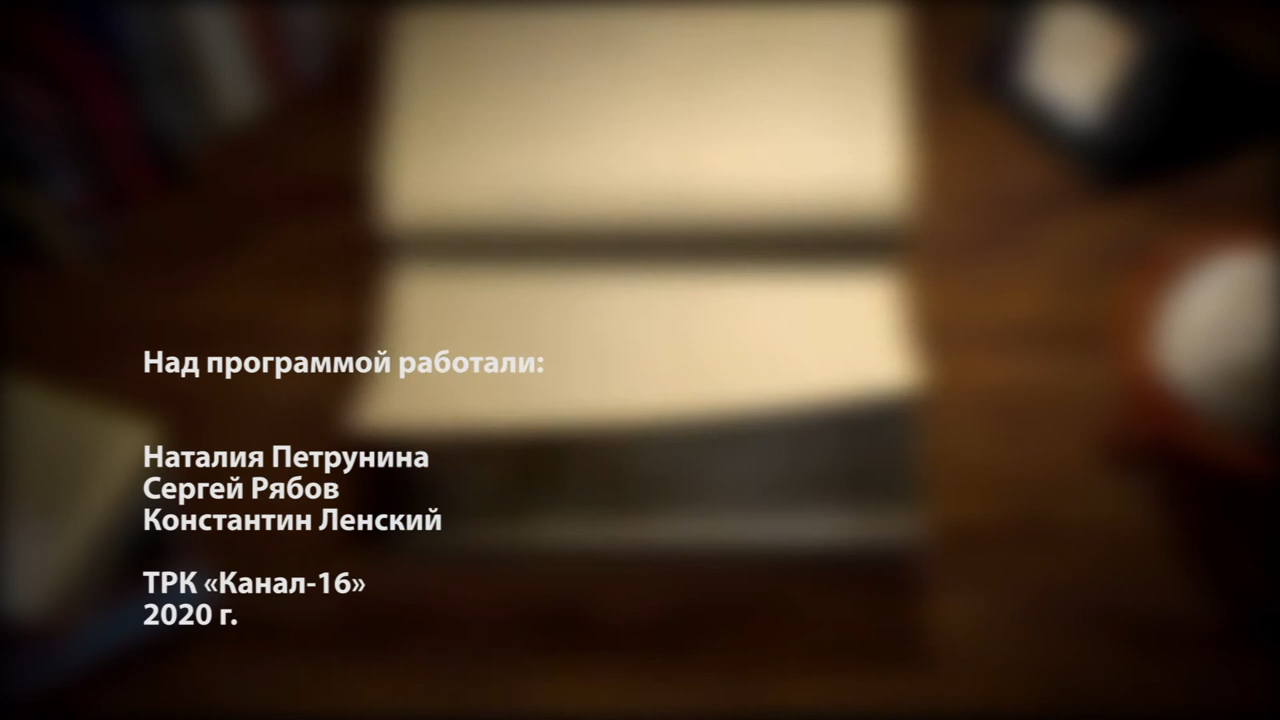 Над программой работали:
Наталия Петрунина
Сергей Рябов
Константин Ленский
ТРК «Канал-16»
2020 г.